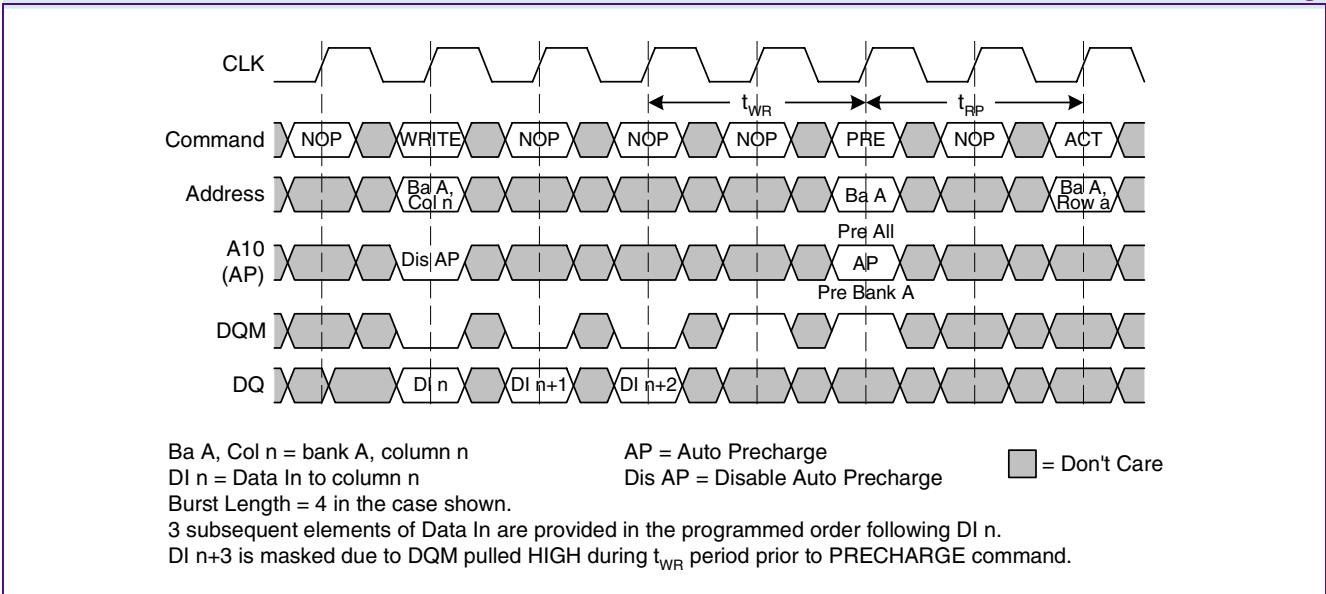 CLK
tWR tRP
Command NOP WRITE NOP NOP NOP PRE NOP ACT
Address Ba A, Col n Ba A Ba A, Row a
Pre All
A10 (AP) Dis AP AP
Pre Bank A
DQM
DQ DI n DI n+1 DI n+2
Ba A, Col n = bank A, column n
AP = Auto Precharge
= Don't Care
DI n = Data In to column n
Dis AP = Disable Auto Precharge
Burst Length = 4 in the case shown.
3 subsequent elements of Data In are provided in the programmed order following DI n.
DI n+3 is masked due to DQM pulled HIGH during tWR period prior to PRECHARGE command.